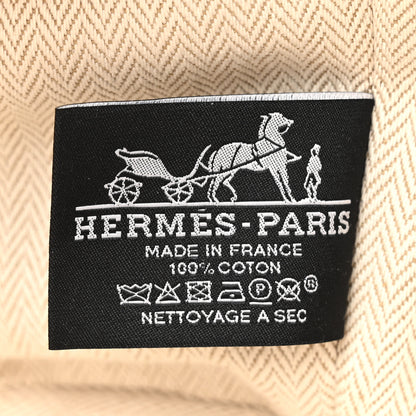 HERMÈS-PARIS
MADE IN FRANCE
100% COTON
P W ®
NETTOYAGE A SEC